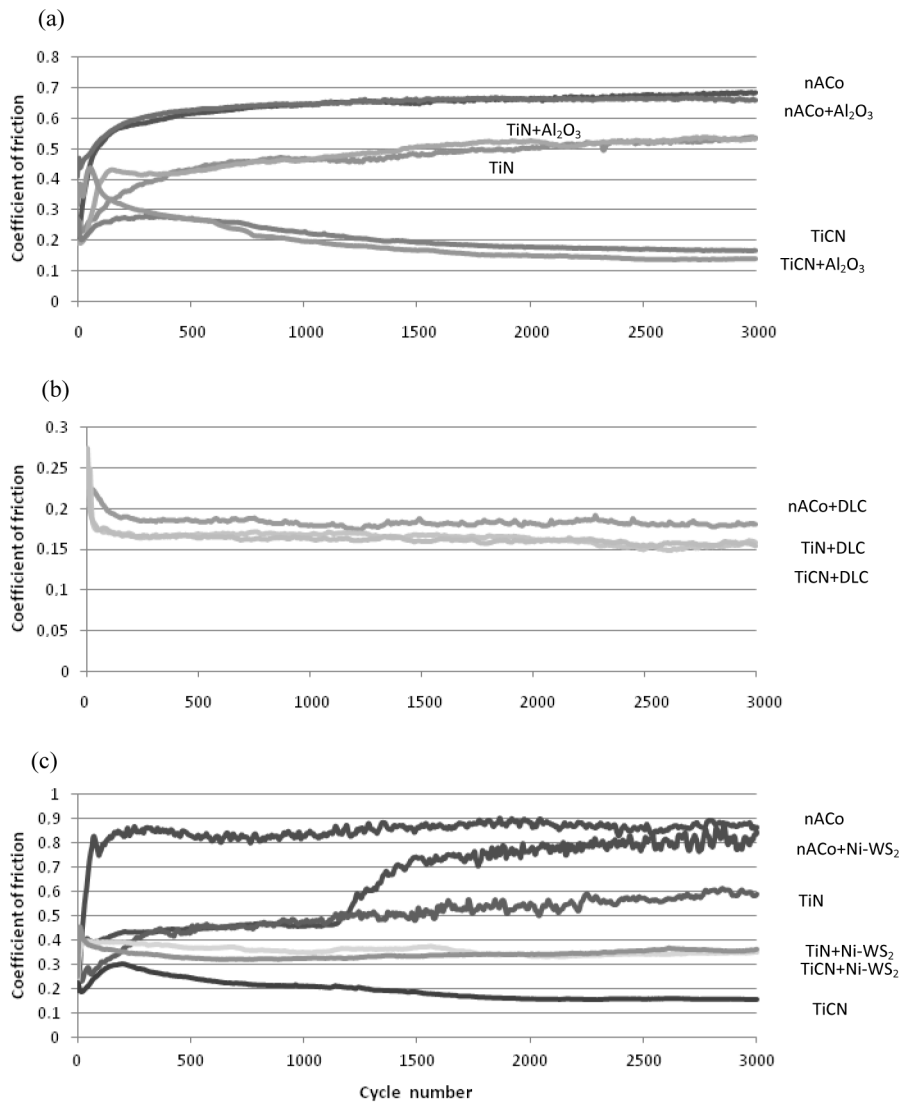 (a)
0.8
0.7
0.6
0.5
0.4
0.3
0.2
0.1
0
Coefficient of friction
nACo
nACo+Al₂O₃
TiN+Al₂O₃
TiN
TiCN
TiCN+Al₂O₃
0 500 1000 1500 2000 2500 3000
(b)
0.3
0.25
0.2
0.15
0.1
0.05
0
Coefficient of friction
nACo+DLC
TiN+DLC
TiCN+DLC
0 500 1000 1500 2000 2500 3000
(c)
1
0.9
0.8
0.7
0.6
0.5
0.4
0.3
0.2
0.1
0
Coefficient of friction
nACo
nACo+Ni-WS₂
TiN
TiN+Ni-WS₂
TiCN+Ni-WS₂
TiCN
0 500 1000 1500 2000 2500 3000
Cycle number